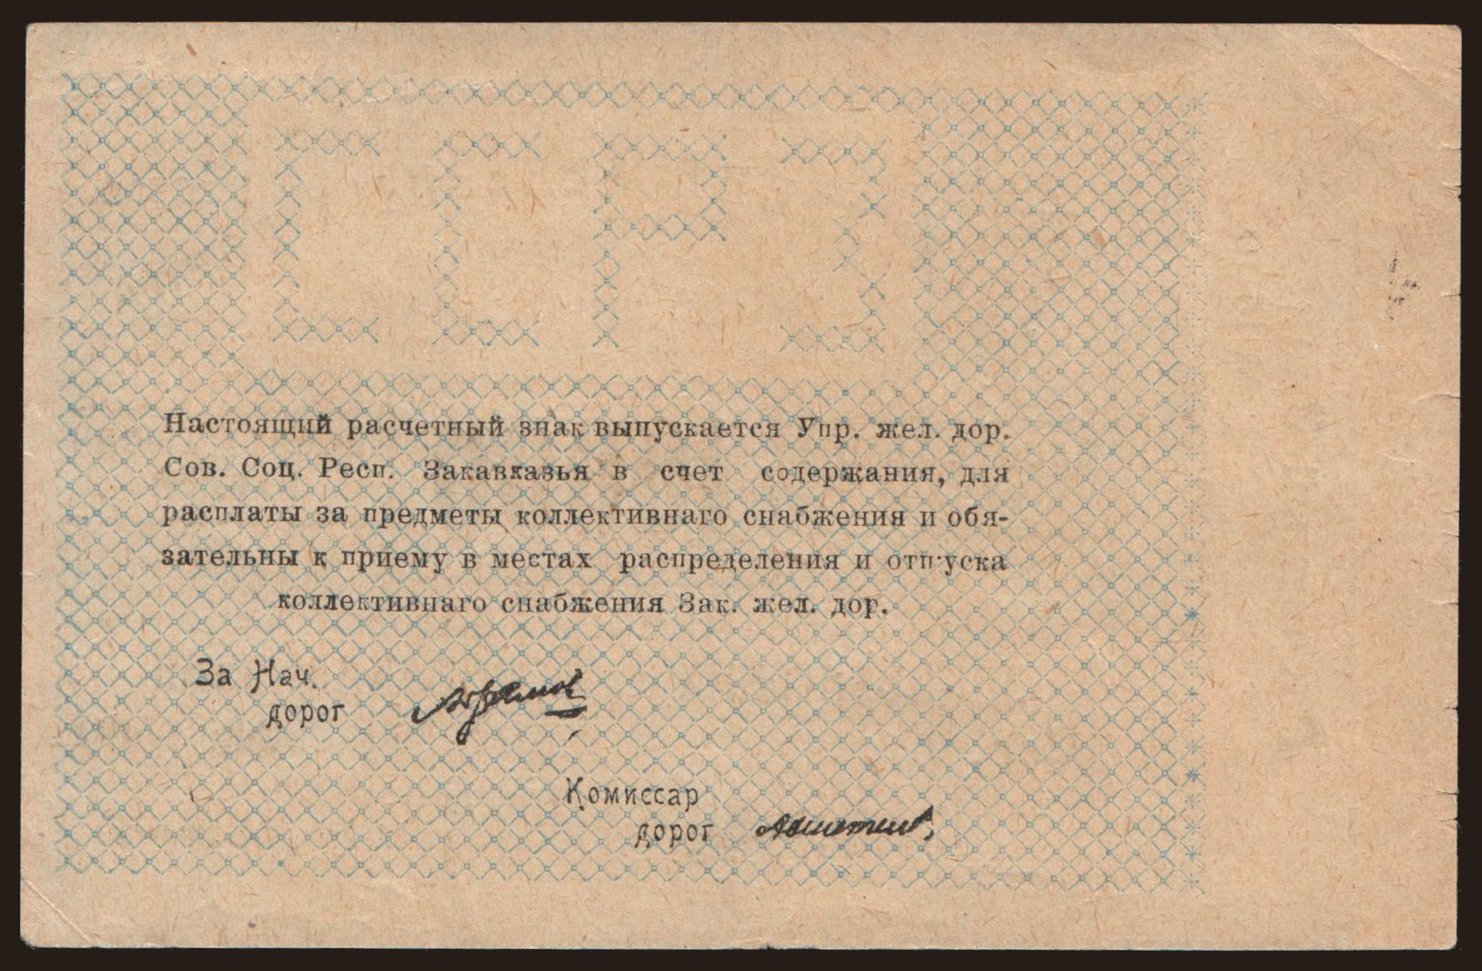 ССРЗ
Настоящий расчетный знак выпускается Упр. жел. дор.
Сов. Соц. Респ. Закавказья в счет содержания, для
расплаты за предметы коллективнаго снабжения и обя-
зательны к приему в местах распределения и отпуска
коллективнаго снабжения Зак. жел. дор.
За Нач.
дорог
Комиссар
дорог